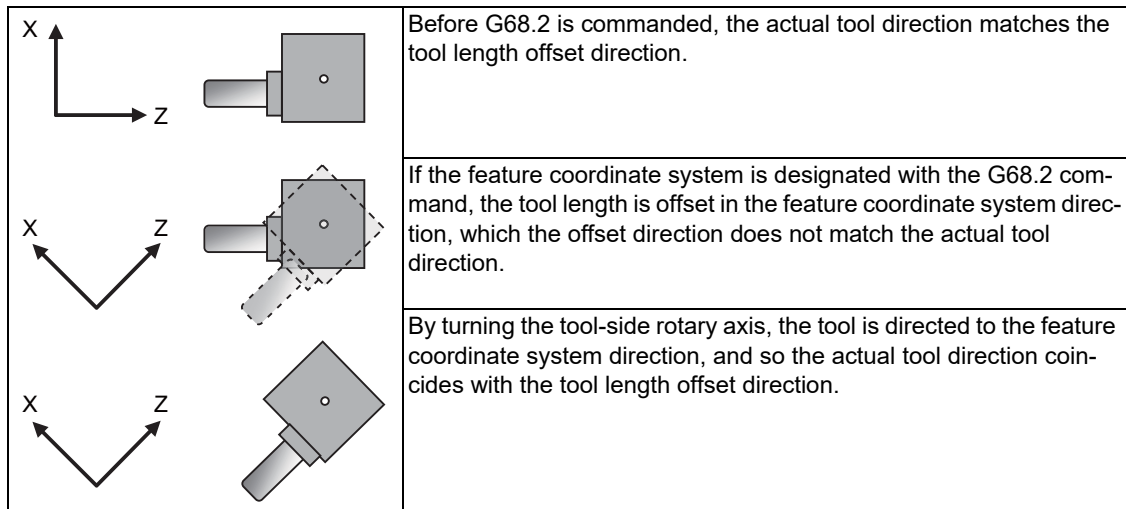 X
Z
Before G68.2 is commanded, the actual tool direction matches the
tool length offset direction.
X
Z
If the feature coordinate system is designated with the G68.2 com-
mand, the tool length is offset in the feature coordinate system direc-
tion, which the offset direction does not match the actual tool
direction.
X
Z
By turning the tool-side rotary axis, the tool is directed to the feature
coordinate system direction, and so the actual tool direction coin-
cides with the tool length offset direction.